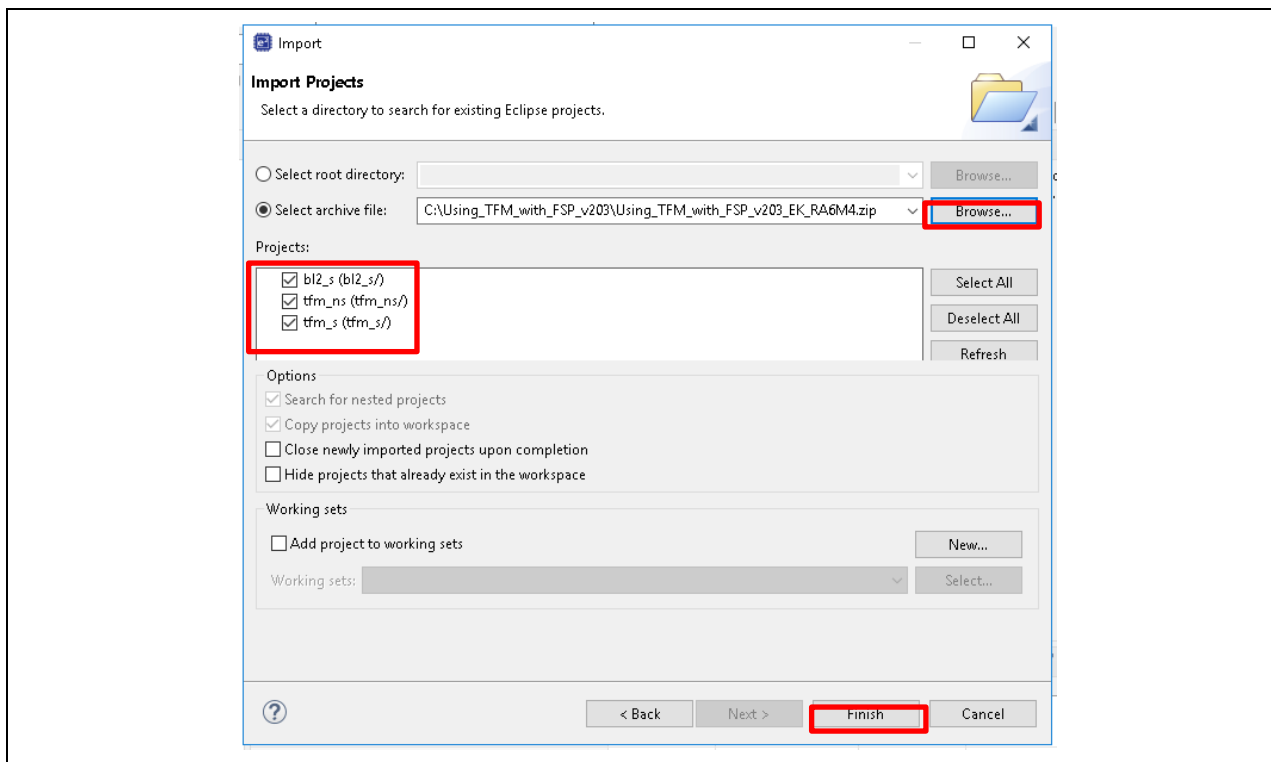 Import
Import Projects
Select a directory to search for existing Eclipse projects.
Select root directory: Browse...
Select archive file: C:\Using_TFM_with_FSP_v203\Using_TFM_with_FSP_v203_EK_RA6M4.zip Browse...
Projects:
bl2_s (bl2_s/)
tfm_ns (tfm_ns/)
tfm_s (tfm_s/)
Select All
Deselect All
Refresh
Options
Search for nested projects
Copy projects into workspace
Close newly imported projects upon completion
Hide projects that already exist in the workspace
Working sets
Add project to working sets New...
Working sets: Select...
? < Back Next > Finish Cancel